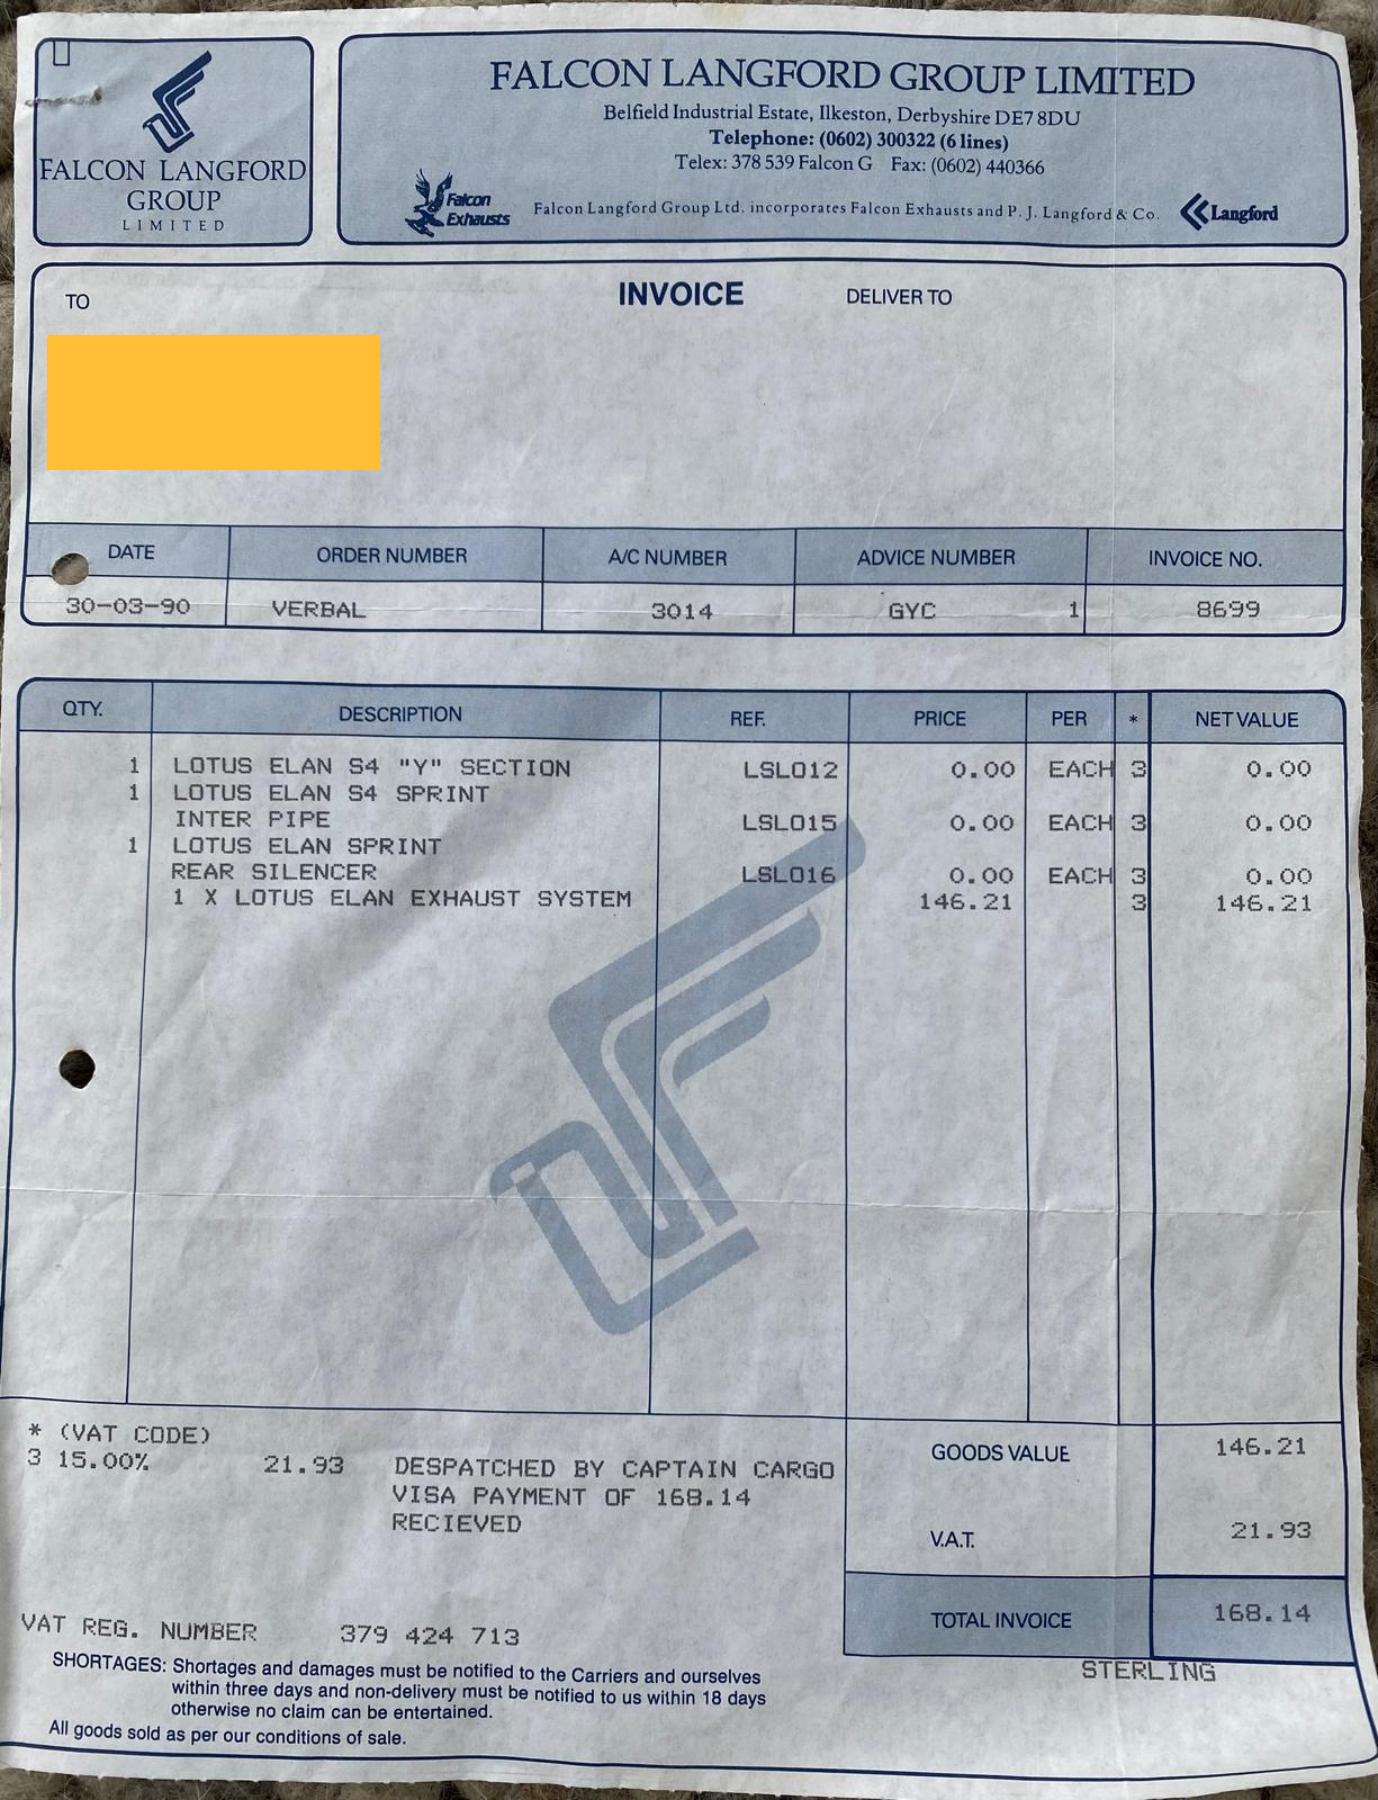 FALCON LANGFORD
GROUP
LIMITED
FALCON LANGFORD GROUP LIMITED
Belfield Industrial Estate, Ilkeston, Derbyshire DE7 8DU
Telephone: (0602) 300322 (6 lines)
Telex: 378 539 Falcon G Fax: (0602) 440366
Falcon
Exhausts
Falcon Langford Group Ltd. incorporates Falcon Exhausts and P. J. Langford & Co.
Langford
TO INVOICE DELIVER TO
DATE ORDER NUMBER A/C NUMBER ADVICE NUMBER INVOICE NO.
30-03-90 VERBAL 3014 GYC 1 8699
QTY. DESCRIPTION REF. PRICE PER * NET VALUE
1 LOTUS ELAN S4 "Y" SECTION LSL012 0.00 EACH 3 0.00
1 LOTUS ELAN S4 SPRINT
INTER PIPE LSL015 0.00 EACH 3 0.00
1 LOTUS ELAN SPRINT
REAR SILENCER LSL016 0.00 EACH 3 0.00
1 X LOTUS ELAN EXHAUST SYSTEM 146.21 3 146.21
* (VAT CODE)
3 15.00% 21.93 DESPATCHED BY CAPTAIN CARGO
VISA PAYMENT OF 168.14
RECIEVED
GOODS VALUE 146.21
V.A.T. 21.93
TOTAL INVOICE 168.14
STERLING
VAT REG. NUMBER 379 424 713
SHORTAGES: Shortages and damages must be notified to the Carriers and ourselves
within three days and non-delivery must be notified to us within 18 days
otherwise no claim can be entertained.
All goods sold as per our conditions of sale.